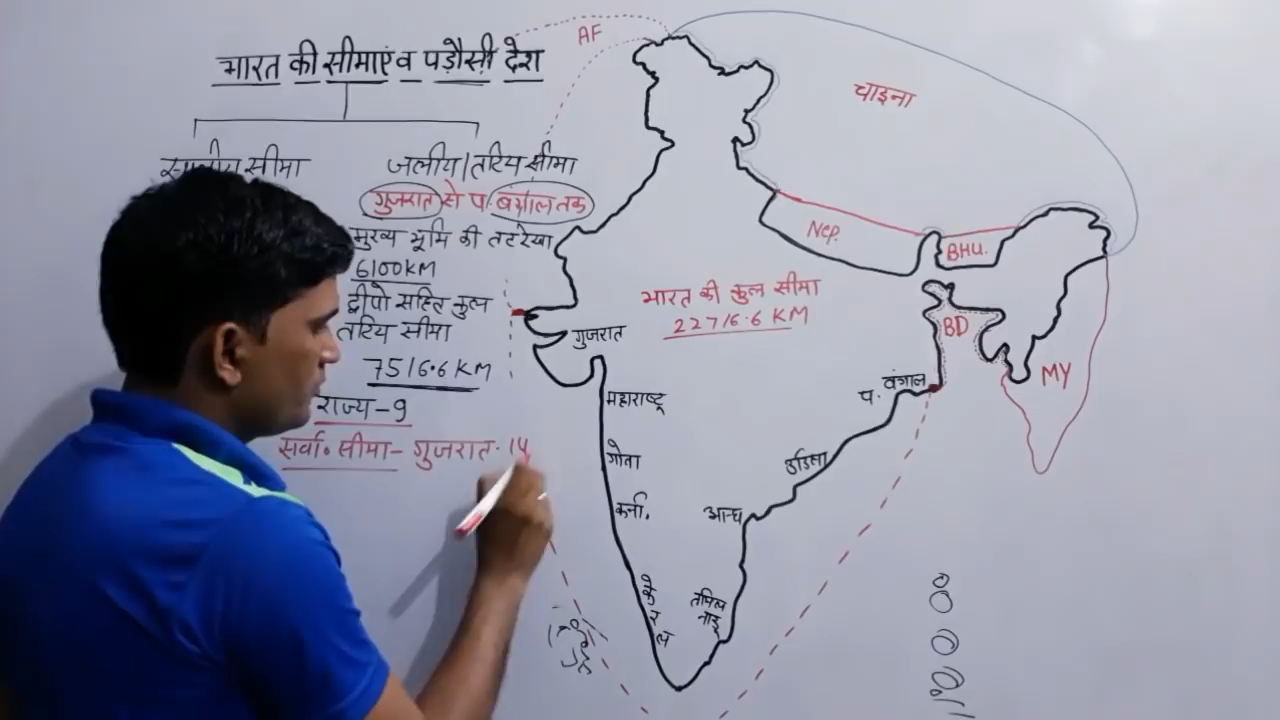 भारत की सीमाएं व पड़ौसी देश
सीमा
जलीय/तटिय सीमा
गुजरात से प. बंगाल तक
मुख्य भूमि की तटरेखा
6100KM
द्वीपो सहित कुल
तटिय सीमा
7516.6 KM
राज्य-9
सर्वा. सीमा- गुजरात.
AF
चाइना
Nep.
BHU.
BD
MY
भारत की कुल सीमा
22716.6 KM
गुजरात
महाराष्ट्र
गोवा
कर्ना.
केरल
तमिल
नाडू
आन्ध्र
उडिसा
प. बंगाल